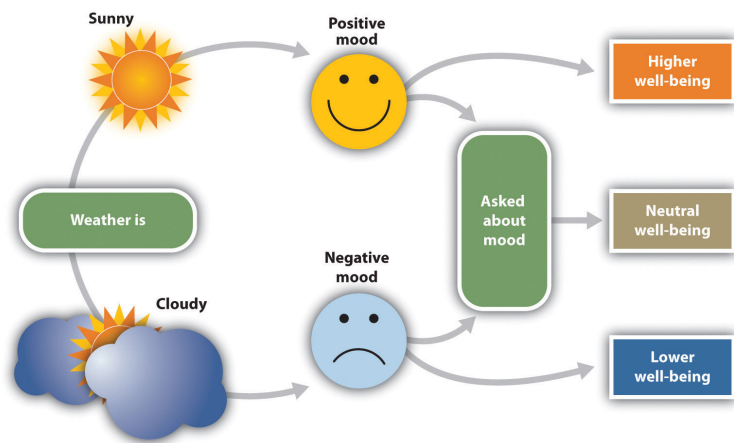 Sunny
Positive
mood
Higher
well-being
Weather is
Asked
about
mood
Neutral
well-being
Cloudy
Negative
mood
Lower
well-being